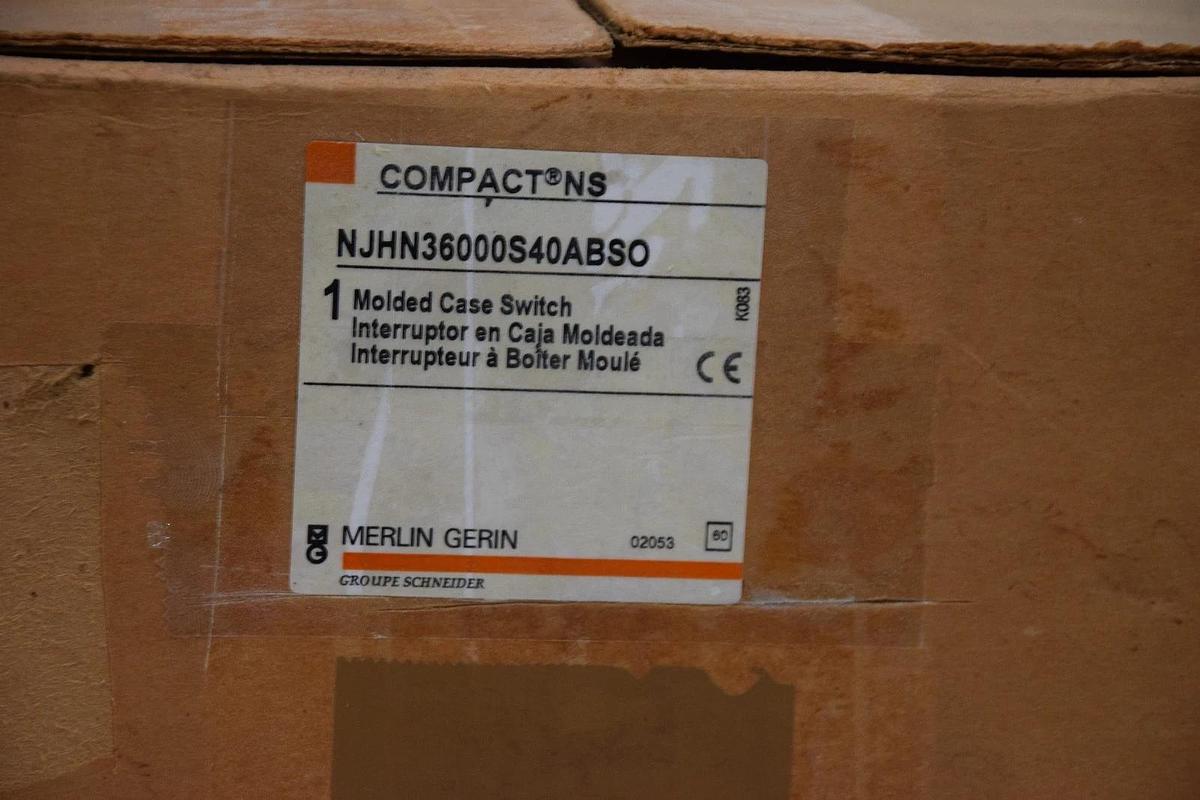 COMPACT®NS
NJHN36000S40ABSO
1 Molded Case Switch
Interruptor en Caja Moldeada
Interrupteur à Boîter Moulé
K083
CE
MERLIN GERIN
02053
60
GROUPE SCHNEIDER